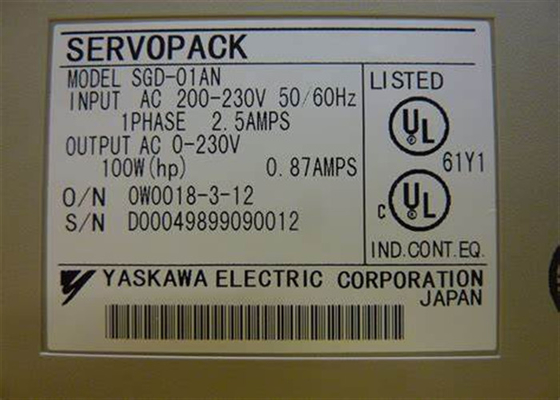 SERVOPACK
MODEL SGD-01AN
INPUT AC 200-230V 50/60Hz
1PHASE 2.5AMPS
OUTPUT AC 0-230V
100W(hp) 0.87AMPS
O/N OW0018-3-12
S/N D00049899090012
LISTED
UL
61Y1
c UL
IND.CONT.EQ.
YASKAWA ELECTRIC CORPORATION
JAPAN